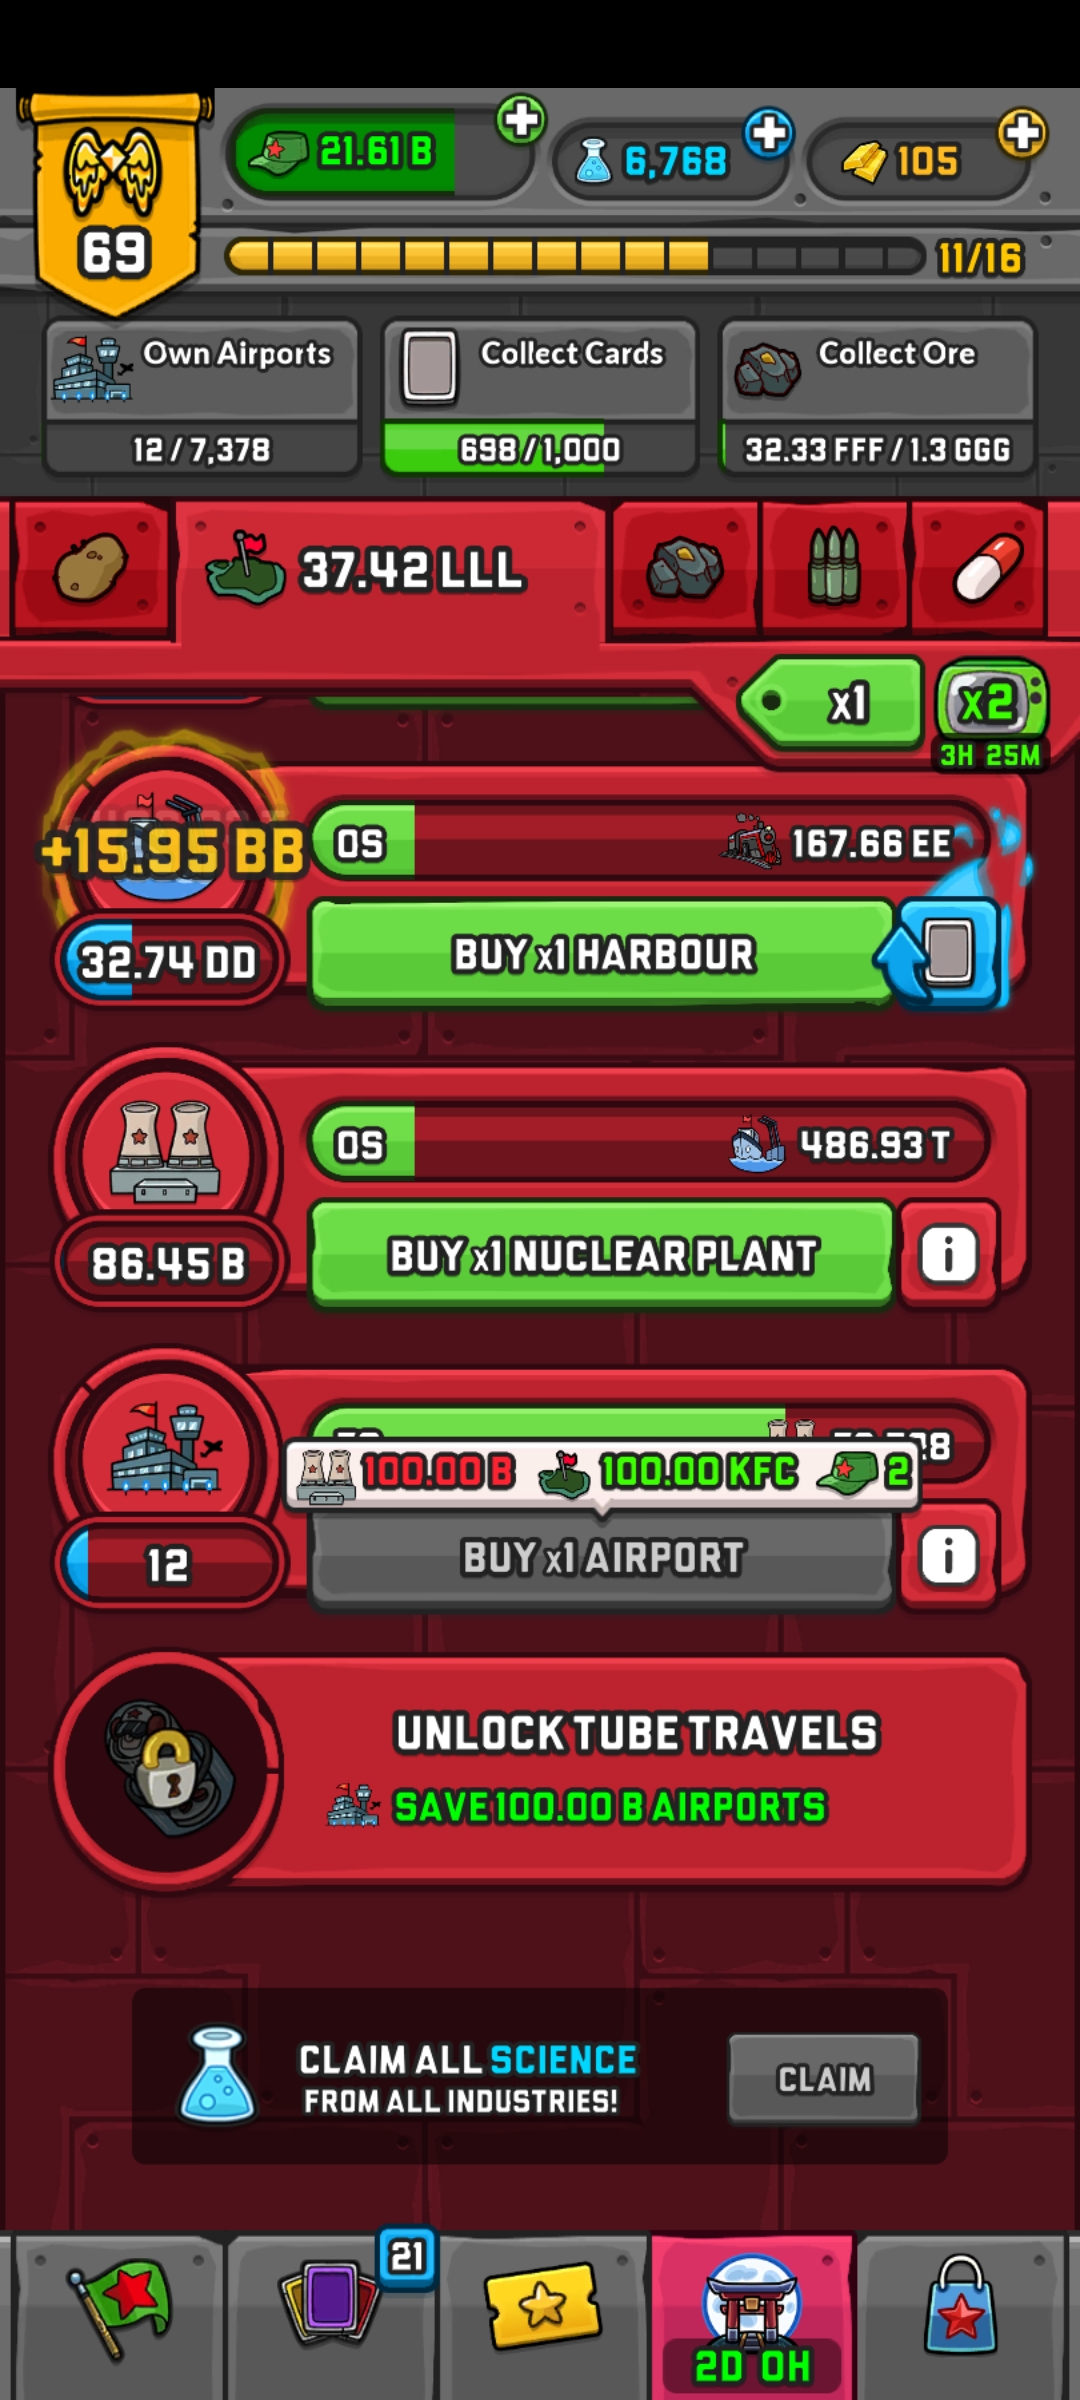 21.61 B
6,768
105
69
11/16
Own Airports
Collect Cards
Collect Ore
12 / 7,378
698/1,000
32.33 FFF / 1.3 GGG
37.42 LLL
x1
x2
3H 25M
+15.95 BB
0S
167.66 EE
32.74 DD
BUY x1 HARBOUR
0S
486.93 T
86.45 B
BUY x1 NUCLEAR PLANT
i
100.00 B
100.00 KFC
2
12
BUY x1 AIRPORT
i
UNLOCK TUBE TRAVELS
SAVE 100.00 B AIRPORTS
CLAIM ALL SCIENCE
FROM ALL INDUSTRIES!
CLAIM
21
2D 0H